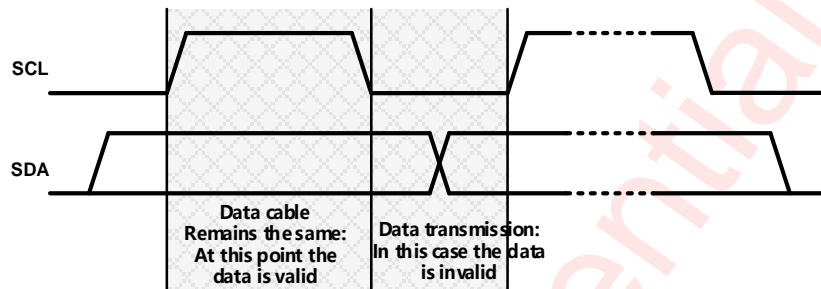 SCL
SDA
Data cable
Remains the same:
At this point the
data is valid
Data transmission:
In this case the data
is invalid
ential